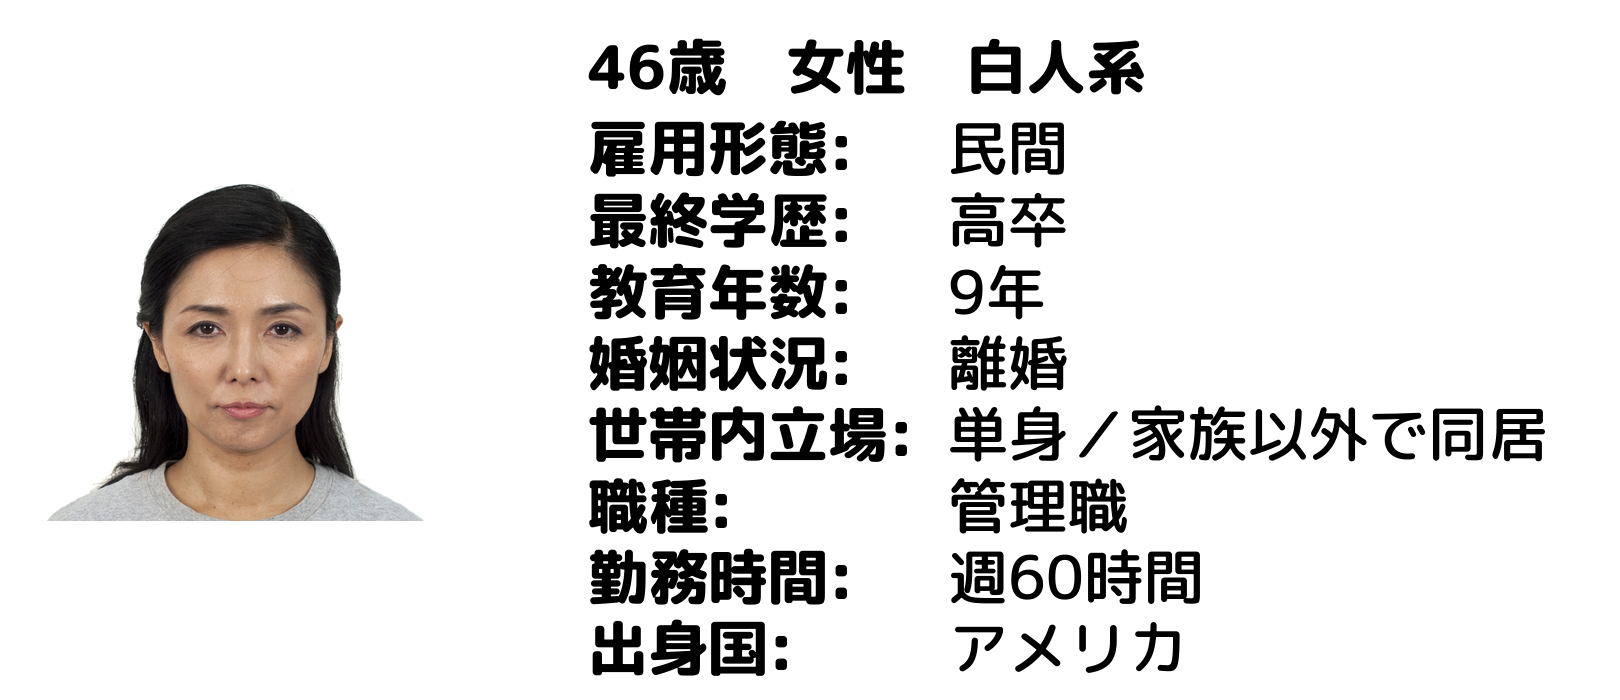 46歳　女性　白人系
雇用形態:　民間
最終学歴:　高卒
教育年数:　9年
婚姻状況:　離婚
世帯内立場:　単身／家族以外で同居
職種:　管理職
勤務時間:　週60時間
出身国:　アメリカ